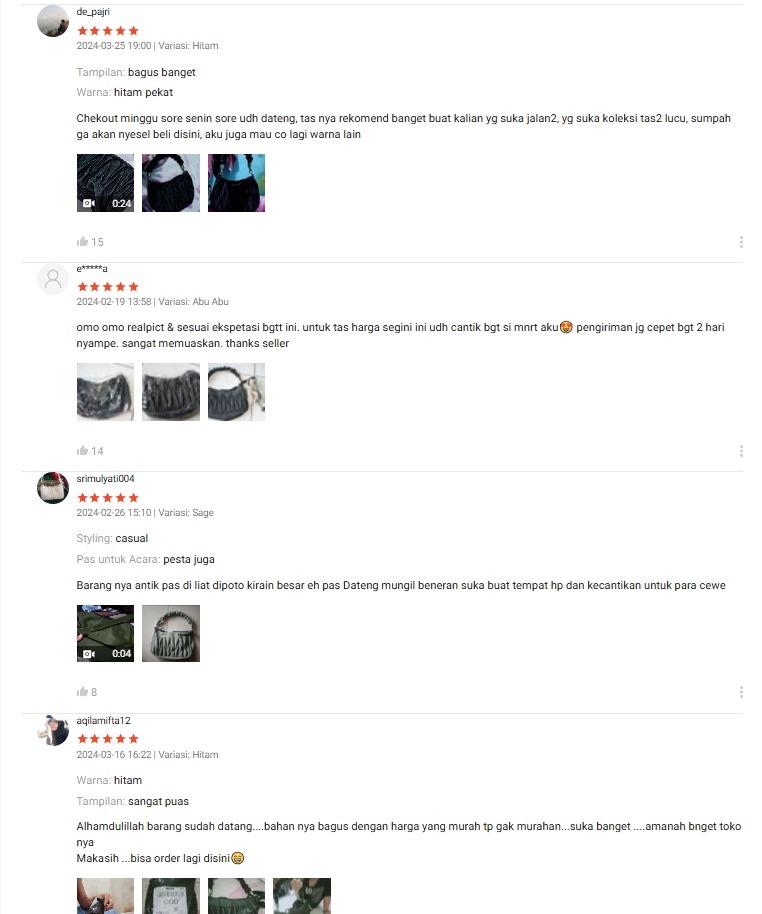 de_pajri
2024-03-25 19:00 | Variasi: Hitam
Tampilan: bagus banget
Warna: hitam pekat
Chekout minggu sore senin sore udh dateng, tas nya rekomend banget buat kalian yg suka jalan2, yg suka koleksi tas2 lucu, sumpah
ga akan nyesel beli disini, aku juga mau co lagi warna lain
0:24
15
e*****a
2024-02-19 13:58 | Variasi: Abu Abu
omo omo realpict & sesuai ekspetasi bgtt ini. untuk tas harga segini ini udh cantik bgt si mnrt aku🤩 pengiriman jg cepet bgt 2 hari
nyampe. sangat memuaskan. thanks seller
14
srimulyati004
2024-02-26 15:10 | Variasi: Sage
Styling: casual
Pas untuk Acara: pesta juga
Barang nya antik pas di liat dipoto kirain besar eh pas Dateng mungil beneran suka buat tempat hp dan kecantikan untuk para cewe
0:04
8
aqilamifta12
2024-03-16 16:22 | Variasi: Hitam
Warna: hitam
Tampilan: sangat puas
Alhamdulillah barang sudah datang....bahan nya bagus dengan harga yang murah tp gak murahan...suka banget ....amanah bnget toko
nya
Makasih ...bisa order lagi disini😄
COD